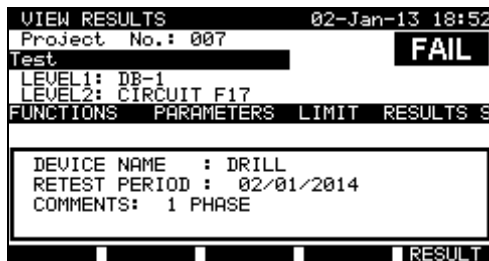 VIEW RESULTS 02-Jan-13 18:52
Project No.: 007
FAIL
Test
LEVEL1: DB-1
LEVEL2: CIRCUIT F17
FUNCTIONS PARAMETERS LIMIT RESULTS S
DEVICE NAME : DRILL
RETEST PERIOD : 02/01/2014
COMMENTS: 1 PHASE
RESULT